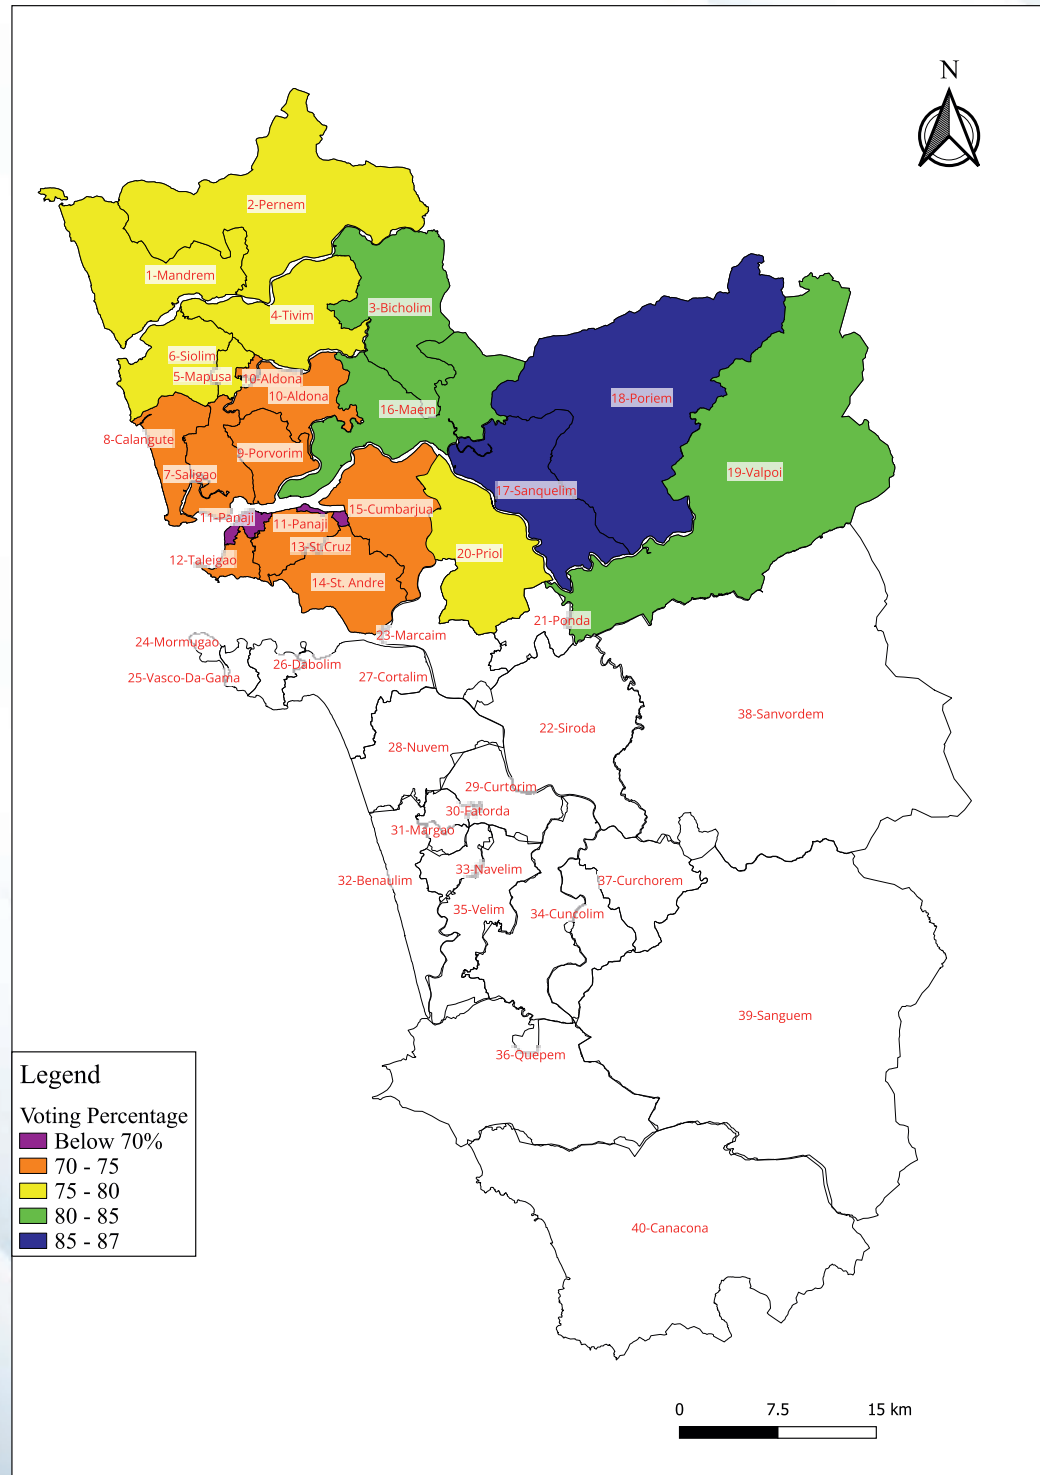 N
2-Pernem
1-Mandrem
3-Bicholim
4-Tivim
6-Siolim
5-Mapusa
10-Aldona
10-Aldona
18-Poriem
16-Maem
8-Calangute
9-Porvorim
7-Saligao
19-Valpoi
17-Sanquelim
15-Cumbarjua
11-Panaji
11-Panaji
13-St.Cruz
20-Priol
12-Taleigao
14-St. Andre
21-Ponda
23-Marcaim
24-Mormugao
26-Dabolim
25-Vasco-Da-Gama
27-Cortalim
38-Sanvordem
22-Siroda
28-Nuvem
29-Curtorim
30-Fatorda
31-Margao
33-Navelim
32-Benaulim
37-Curchorem
35-Velim
34-Cuncolim
39-Sanguem
36-Quepem
Legend
Voting Percentage
Below 70%
70 - 75
75 - 80
80 - 85
85 - 87
40-Canacona
0 7.5 15 km